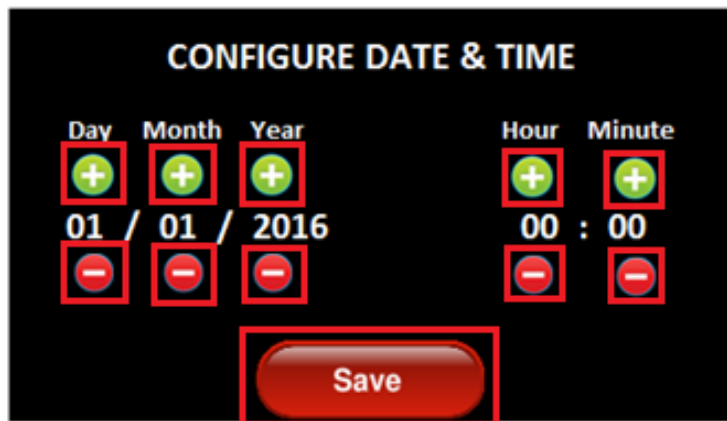 CONFIGURE DATE & TIME
Day Month Year Hour Minute
01 / 01 / 2016 00 : 00
Save